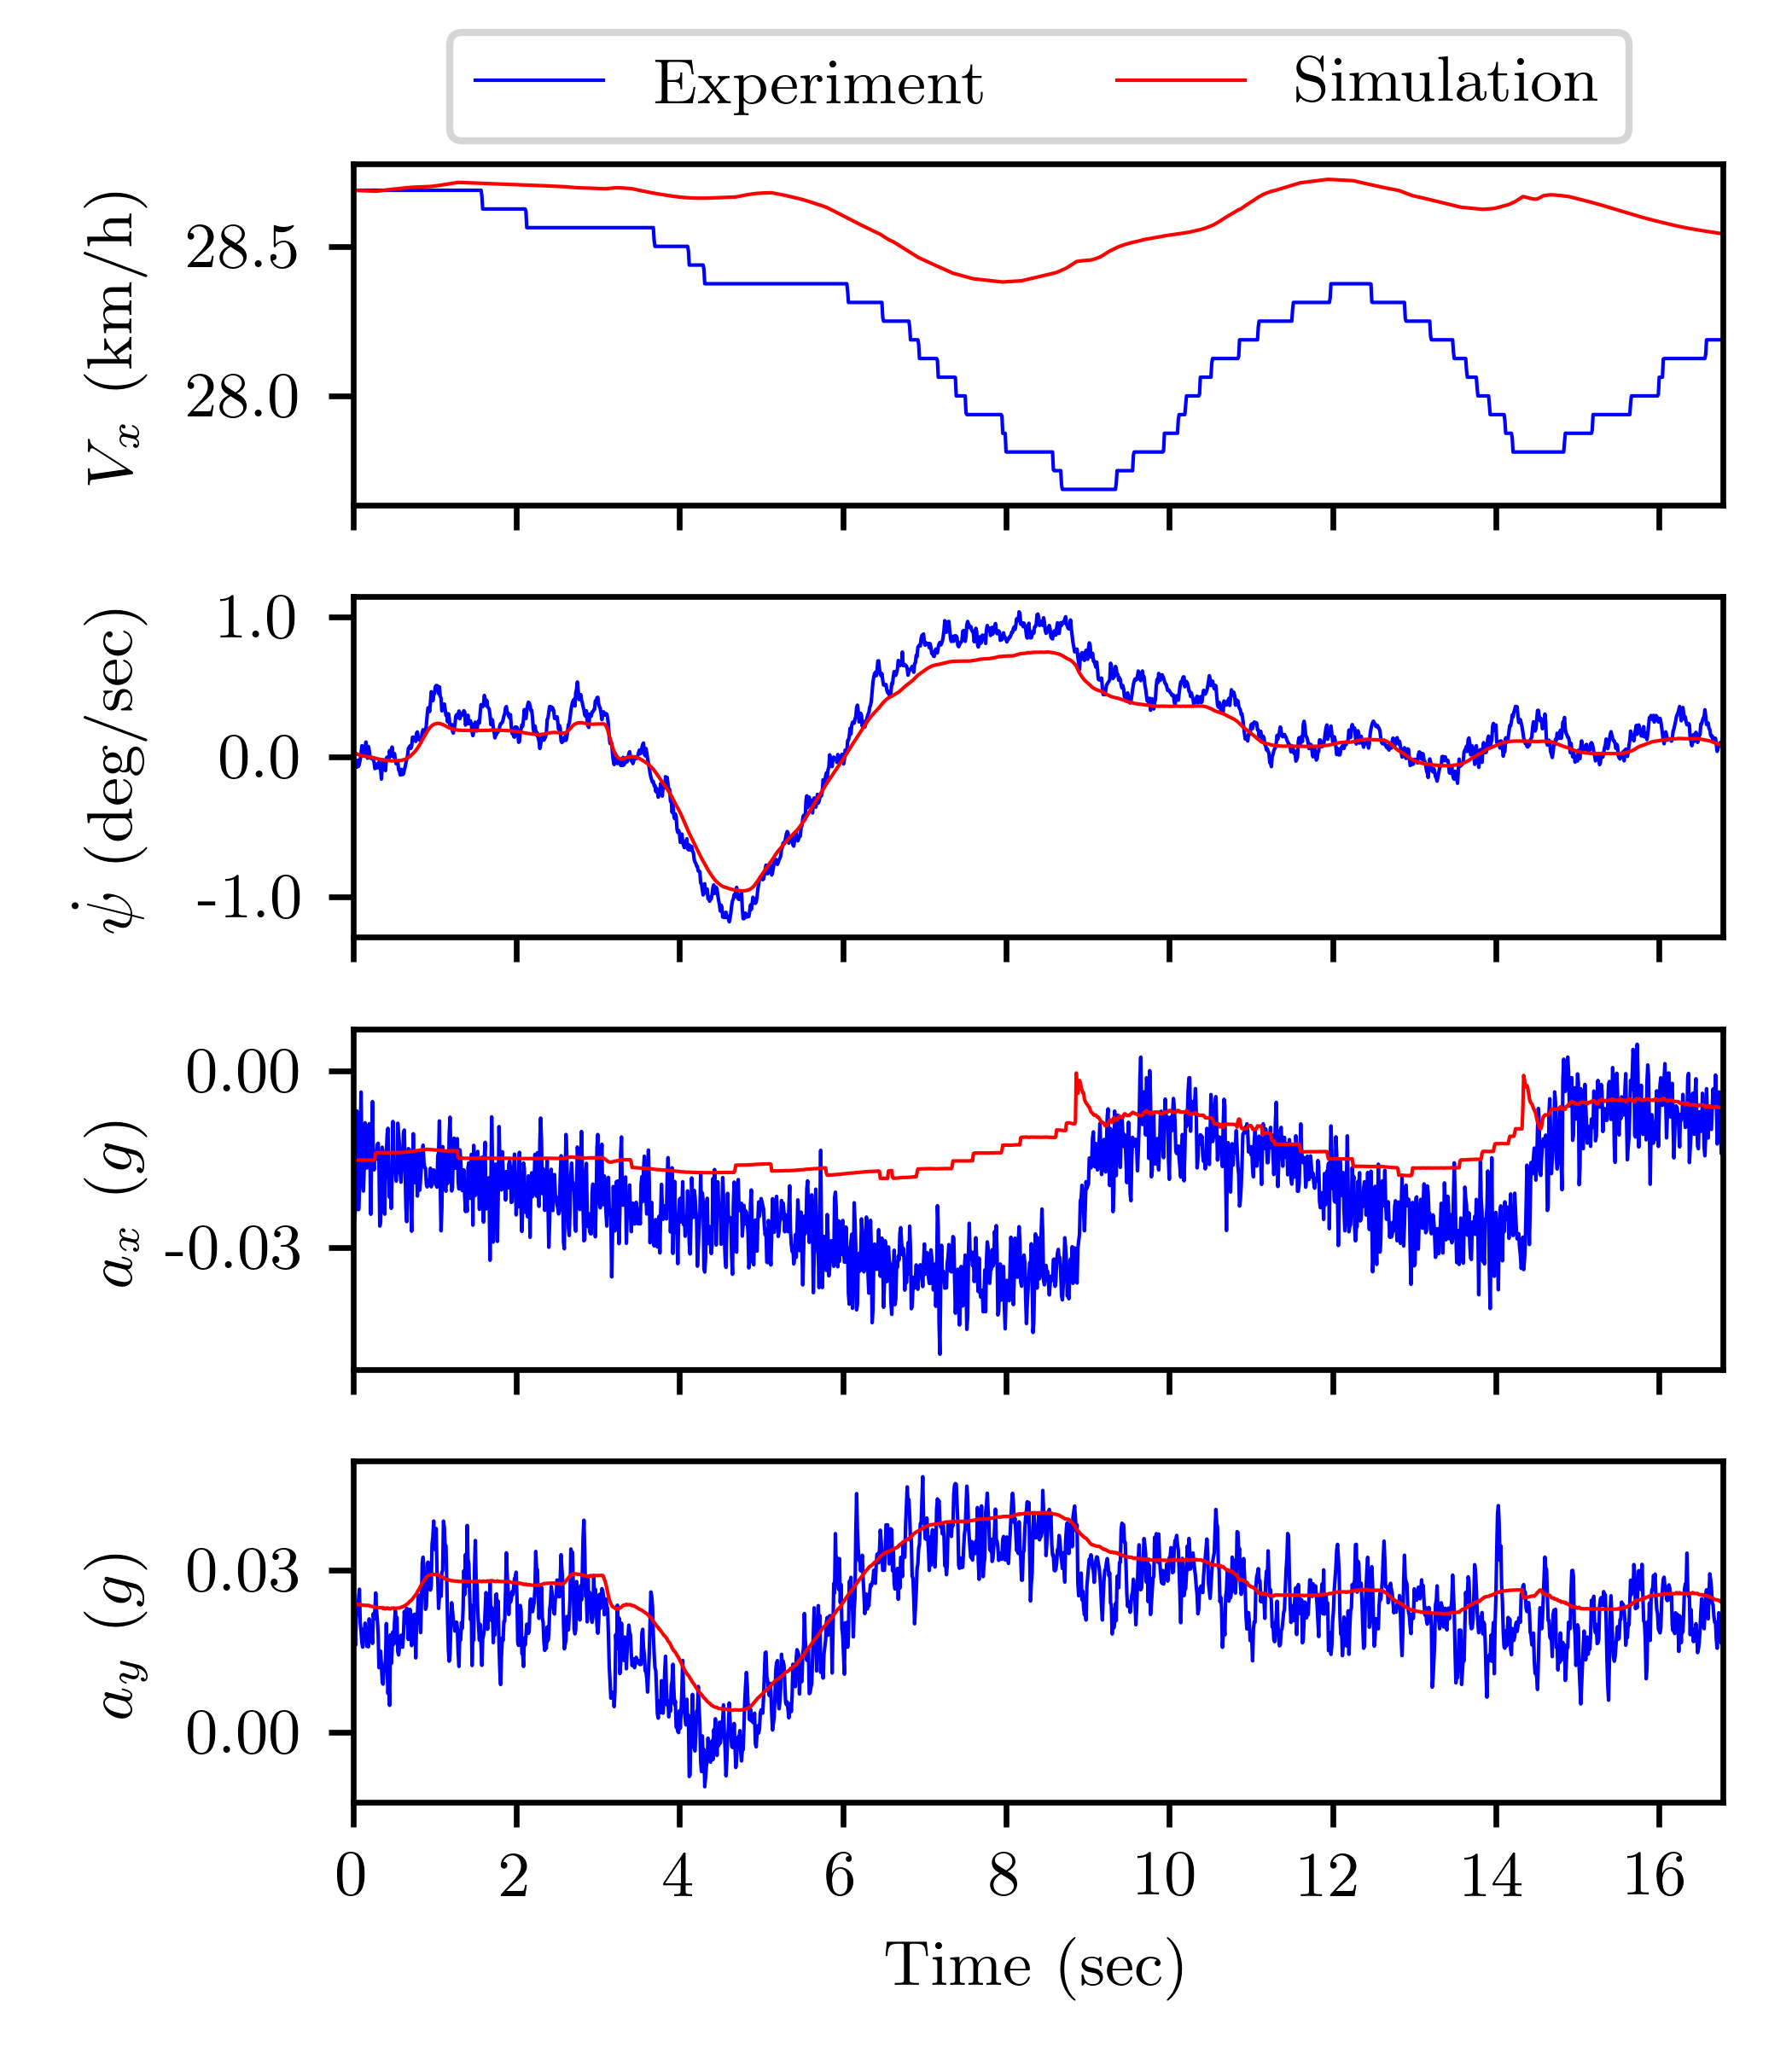 Experiment Simulation
V_x (km/h)
28.5
28.0
ψ̇ (deg/sec)
1.0
0.0
-1.0
a_x (g)
0.00
-0.03
a_y (g)
0.03
0.00
0 2 4 6 8 10 12 14 16
Time (sec)